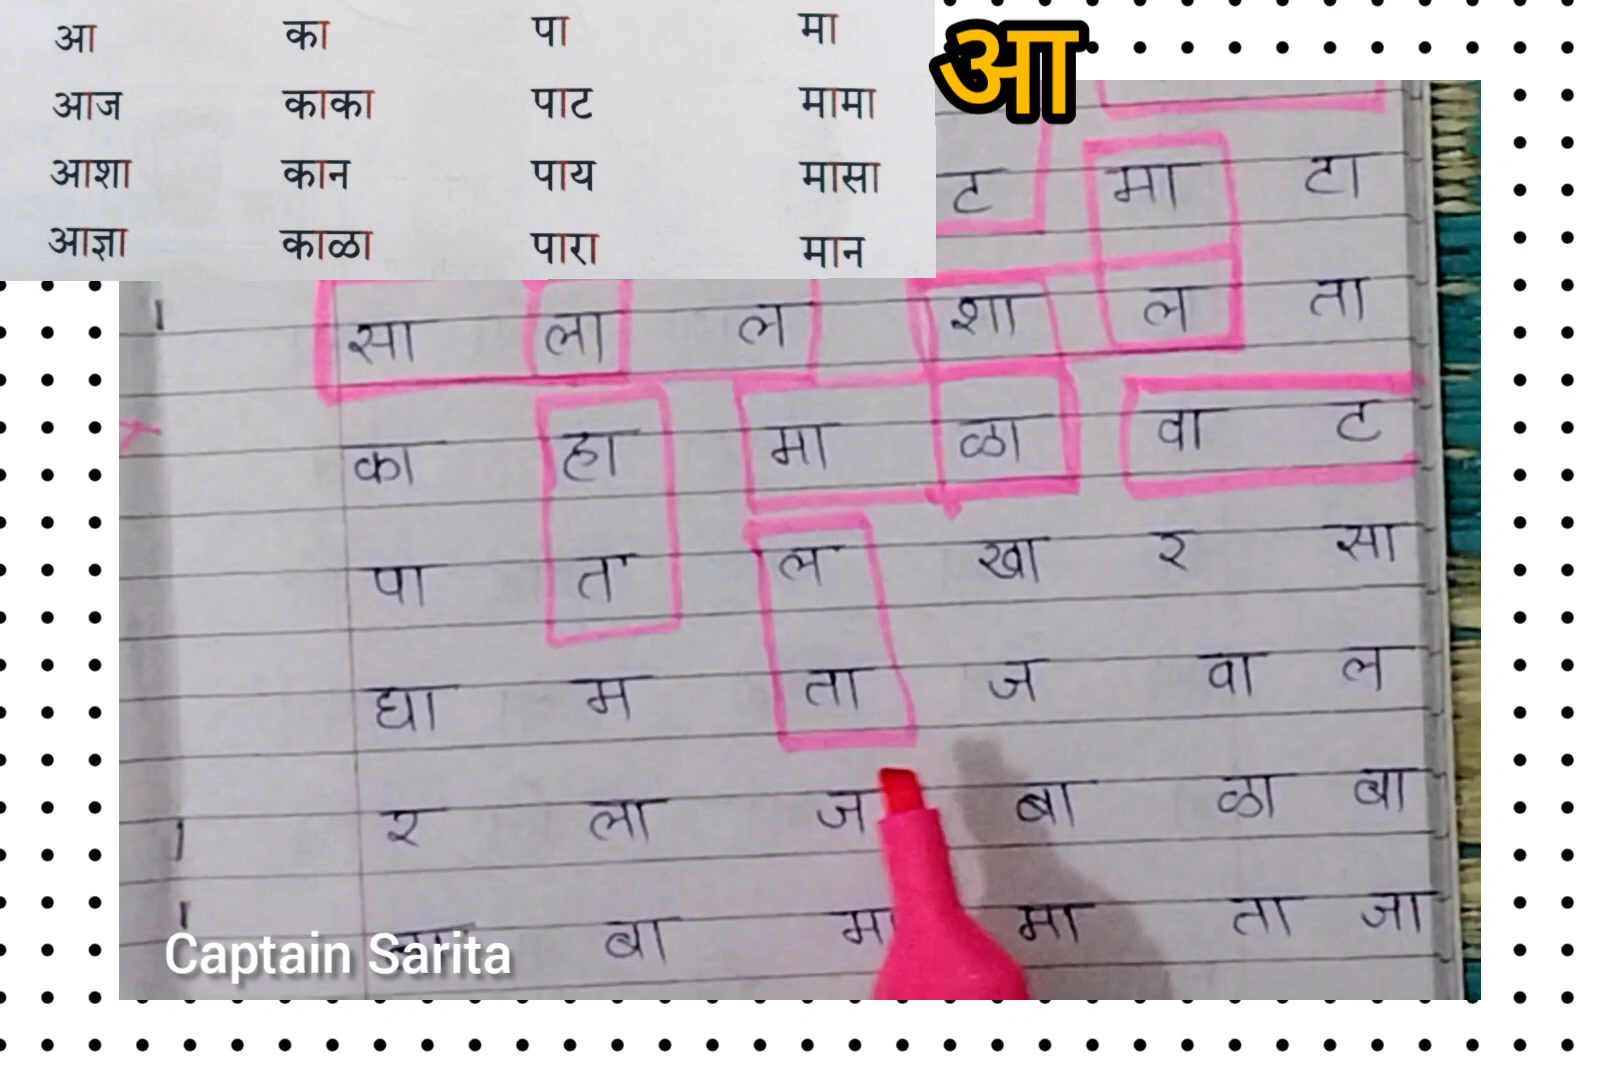 आ का पा मा
आज काका पाट मामा
आशा कान पाय मासा
आज्ञा काळा पारा मान
आ
ट मा टा
सा ला ल शा ल ता
का हा मा ळा वा ट
पा त ल खा र सा
घा म ता ज वा ल
र ला ज बा ळा बा
बा मा मा ता जा
Captain Sarita